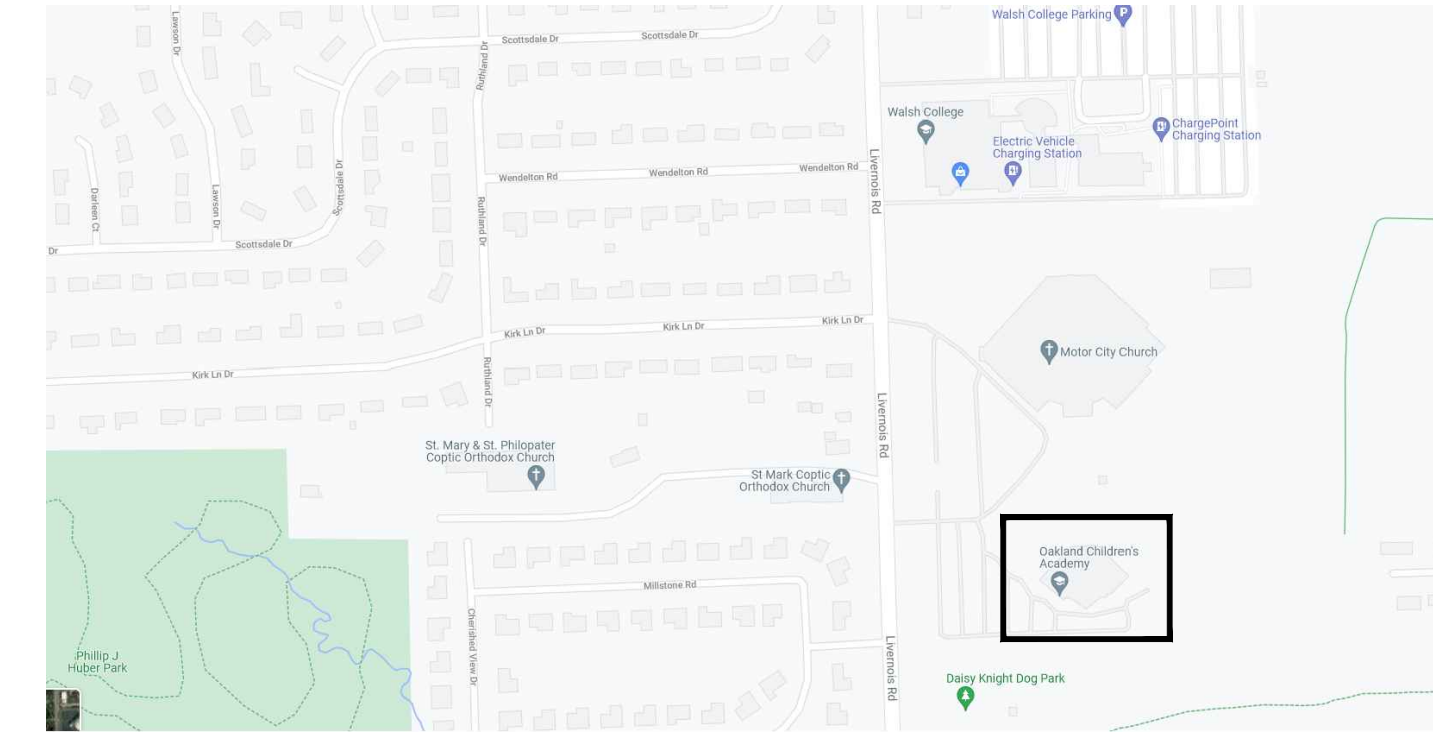 Walsh College Parking
P
Lawson Dr
Scottsdale Dr
Scottsdale Dr
Ruthland Dr
Walsh College
ChargePoint
Charging Station
Electric Vehicle
Charging Station
Livernois Rd
Wendelton Rd
Wendelton Rd
Wendelton Rd
Scottsdale Dr
Darleen Ct
Lawson Dr
Ruthland Dr
Dr
Scottsdale Dr
Kirk Ln Dr
Kirk Ln Dr
Kirk Ln Dr
Motor City Church
Kirk Ln Dr
Ruthland Dr
Livernois Rd
St. Mary & St. Philopater
Coptic Orthodox Church
St Mark Coptic
Orthodox Church
Oakland Children's
Academy
Millstone Rd
Cherished View Dr
Phillip J
Huber Park
Livernois Rd
Daisy Knight Dog Park